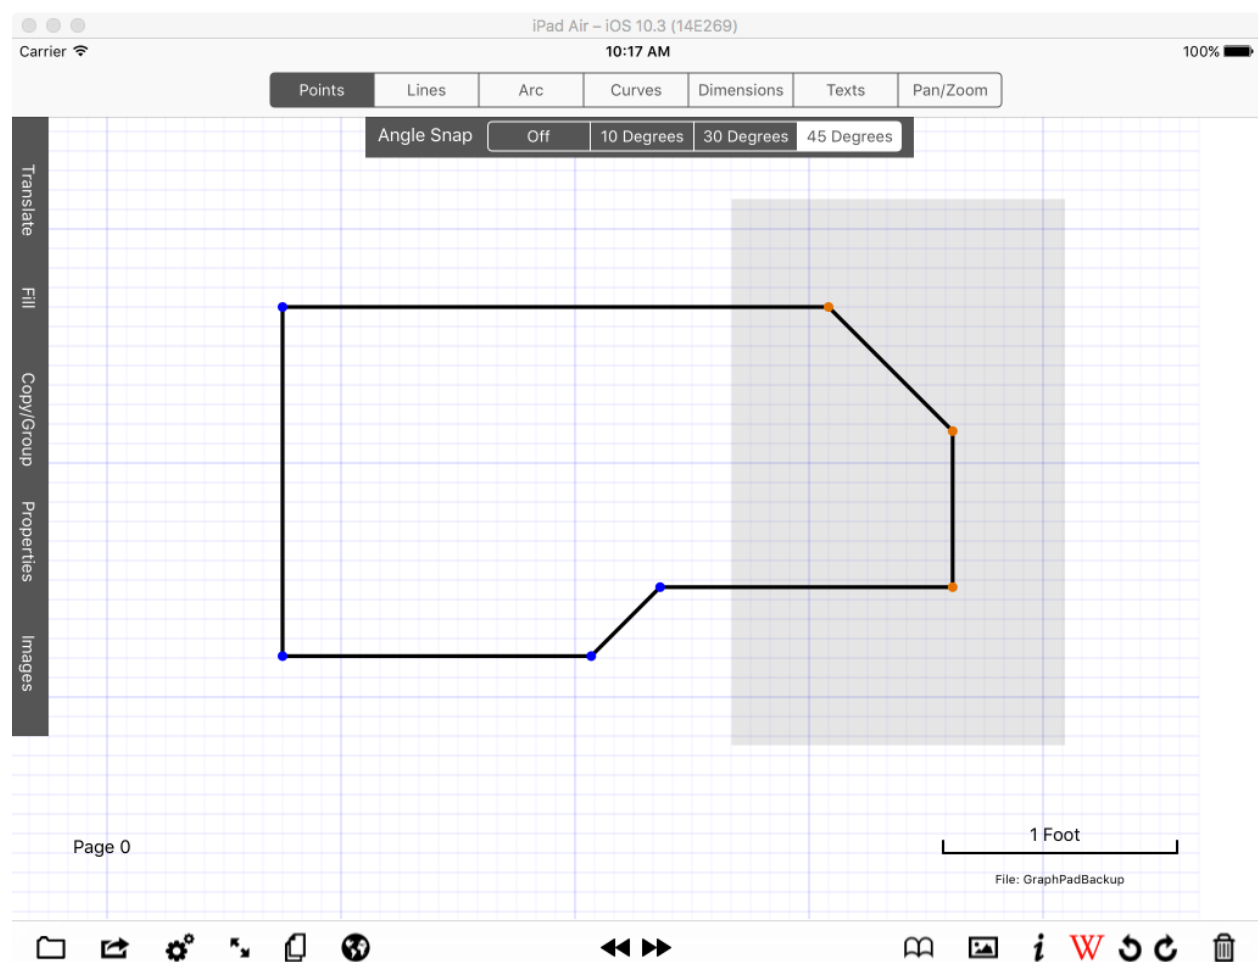 iPad Air – iOS 10.3 (14E269)
Carrier 10:17 AM 100%
Points Lines Arc Curves Dimensions Texts Pan/Zoom
Angle Snap Off 10 Degrees 30 Degrees 45 Degrees
Translate
Fill
Copy/Group
Properties
Images
1 Foot
Page 0
File: GraphPadBackup
i W